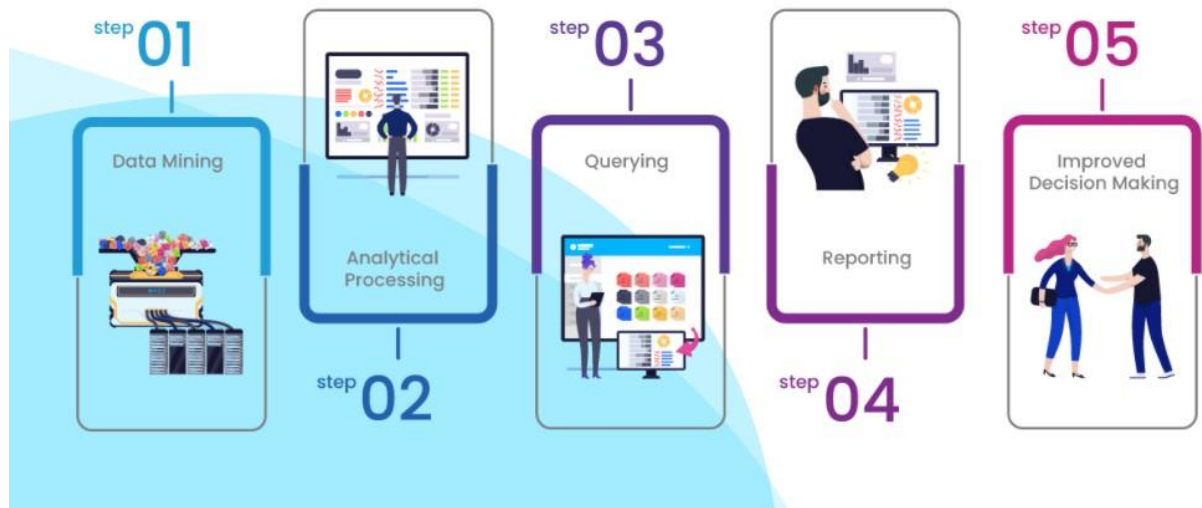 step 01
Data Mining
Analytical
Processing
step 02
step 03
Querying
Reporting
step 04
step 05
Improved
Decision Making